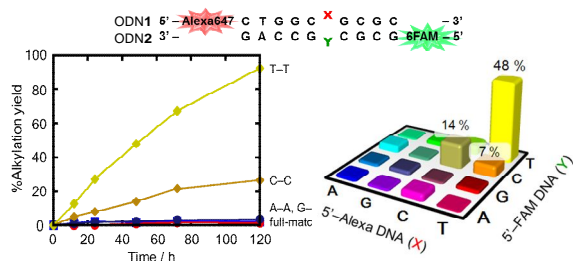 ODN1 5'– Alexa647 C T G G C X G C G C – 3'
ODN2 3'– G A C C G Y C G C G 6FAM – 5'
%Alkylation yield
100
80
60
40
20
0
0 20 40 60 80 100 120
Time / h
T–T
C–C
A–A, G–
full-matc
48 %
14 %
7 %
A G C T
A G C T
5'–Alexa DNA (X)
5'–FAM DNA (Y)